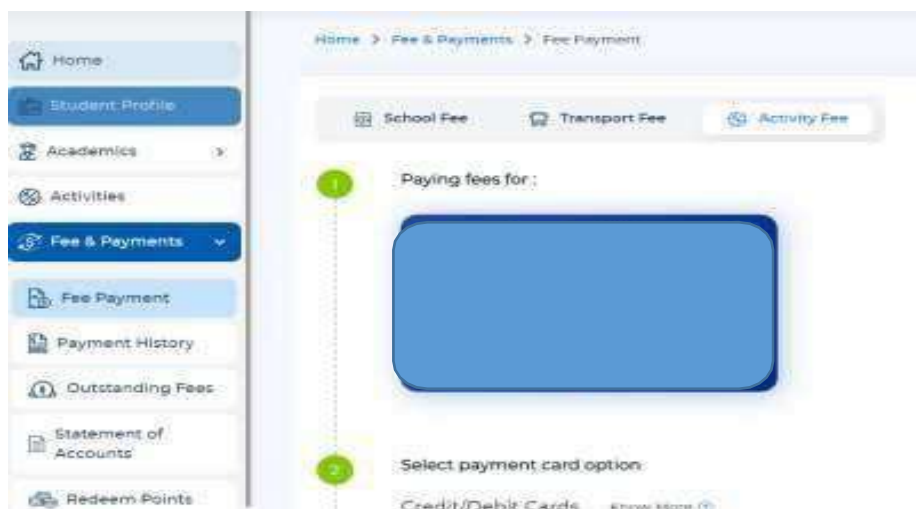 Home > Fee & Payments > Fee Payment
Home
Student Profile
Academics >
Activities
Fee & Payments
Fee Payment
Payment History
Outstanding Fees
Statement of
Accounts
Redeem Points
School Fee Transport Fee Activity Fee
1 Paying fees for :
2 Select payment card option
Credit/Debit Cards Know More